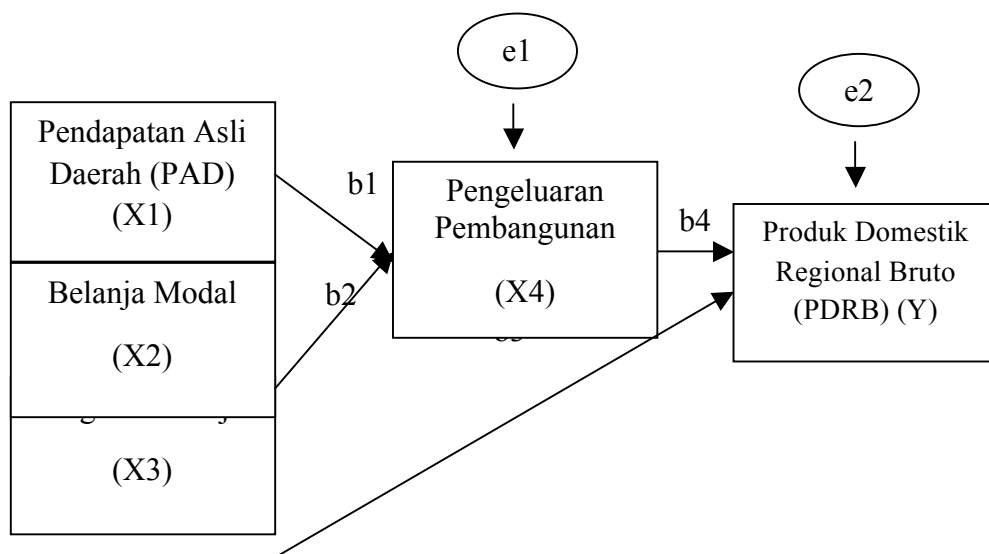 e1
e2
Pendapatan Asli
Daerah (PAD)
(X1)
b1
Pengeluaran
Pembangunan
(X4)
b4
Produk Domestik
Regional Bruto
(PDRB) (Y)
Belanja Modal
(X2)
b2
(X3)